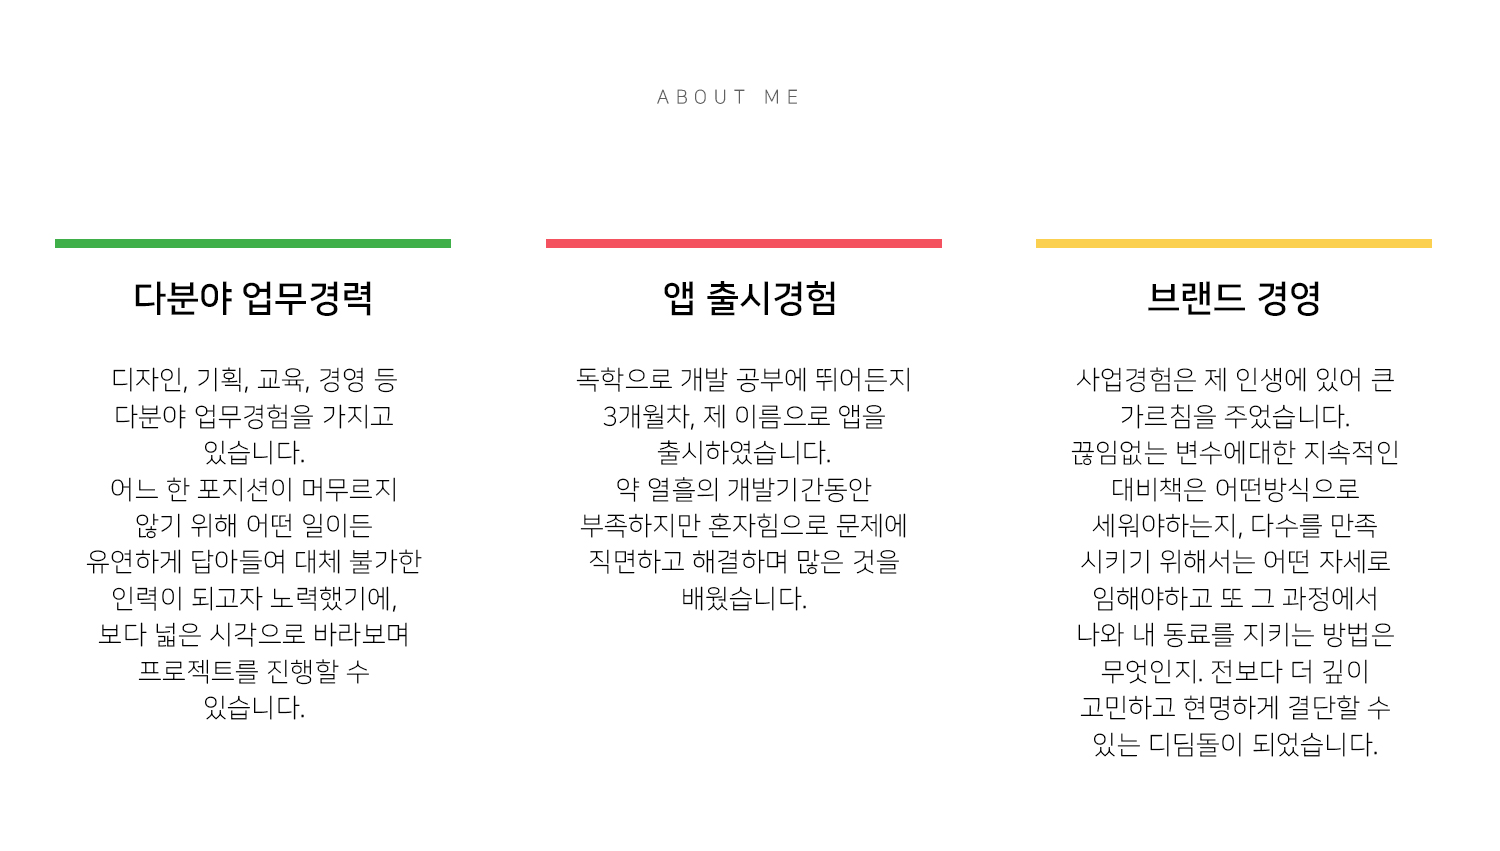 ABOUT ME
다분야 업무경력
디자인, 기획, 교육, 경영 등
다분야 업무경험을 가지고
있습니다.
어느 한 포지션이 머무르지
않기 위해 어떤 일이든
유연하게 답아들여 대체 불가한
인력이 되고자 노력했기에,
보다 넓은 시각으로 바라보며
프로젝트를 진행할 수
있습니다.
앱 출시경험
독학으로 개발 공부에 뛰어든지
3개월차, 제 이름으로 앱을
출시하였습니다.
약 열흘의 개발기간동안
부족하지만 혼자힘으로 문제에
직면하고 해결하며 많은 것을
배웠습니다.
브랜드 경영
사업경험은 제 인생에 있어 큰
가르침을 주었습니다.
끊임없는 변수에대한 지속적인
대비책은 어떤방식으로
세워야하는지, 다수를 만족
시키기 위해서는 어떤 자세로
임해야하고 또 그 과정에서
나와 내 동료를 지키는 방법은
무엇인지. 전보다 더 깊이
고민하고 현명하게 결단할 수
있는 디딤돌이 되었습니다.